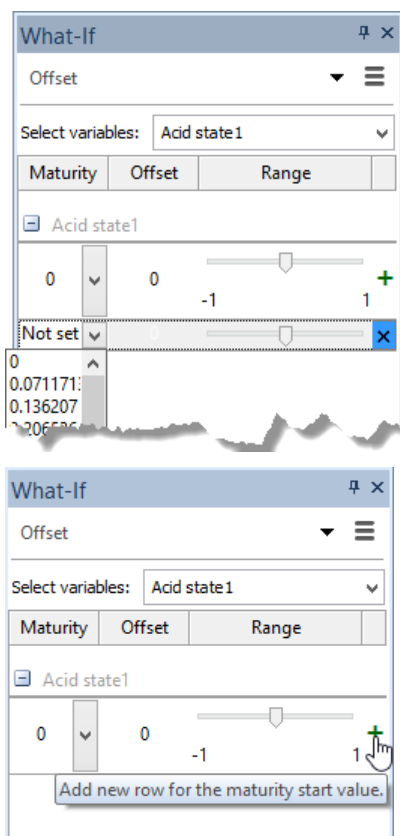 What-If
Offset
Select variables: Acid state1
Maturity Offset Range
Acid state1
0 0
-1 1
Not set 0
0
0.071171
0.136207
What-If
Offset
Select variables: Acid state1
Maturity Offset Range
Acid state1
0 0
-1 1
Add new row for the maturity start value.